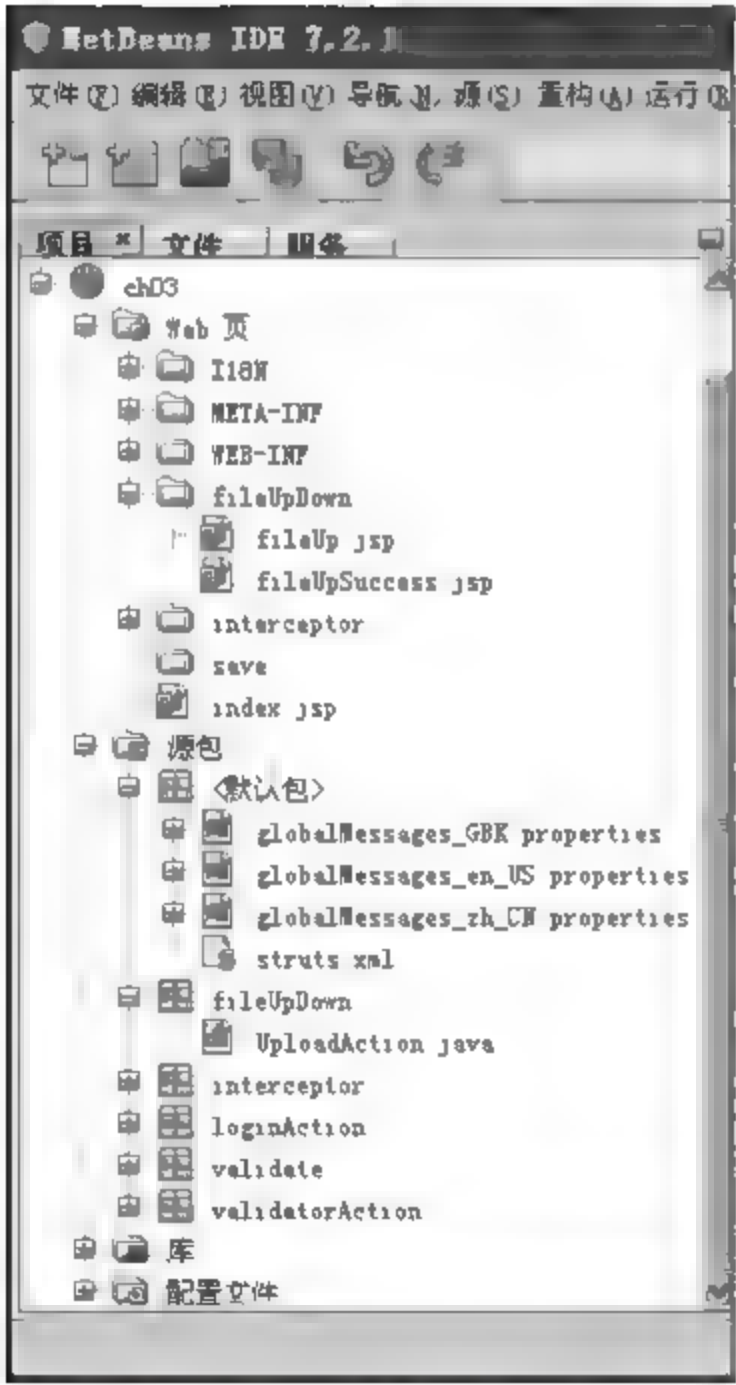 NetBeans IDE 7.2.1
文件(F) 编辑(E) 视图(V) 导航(N) 源(S) 重构(A) 运行(R
项目 × 文件 服务
ch03
Web 页
I18N
META-INF
WEB-INF
fileUpDown
fileUp jsp
fileUpSuccess jsp
interceptor
save
index jsp
源包
<默认包>
globalMessages_GBK properties
globalMessages_en_US properties
globalMessages_zh_CN properties
struts xml
fileUpDown
UploadAction java
interceptor
loginAction
validate
validatorAction
库
配置文件